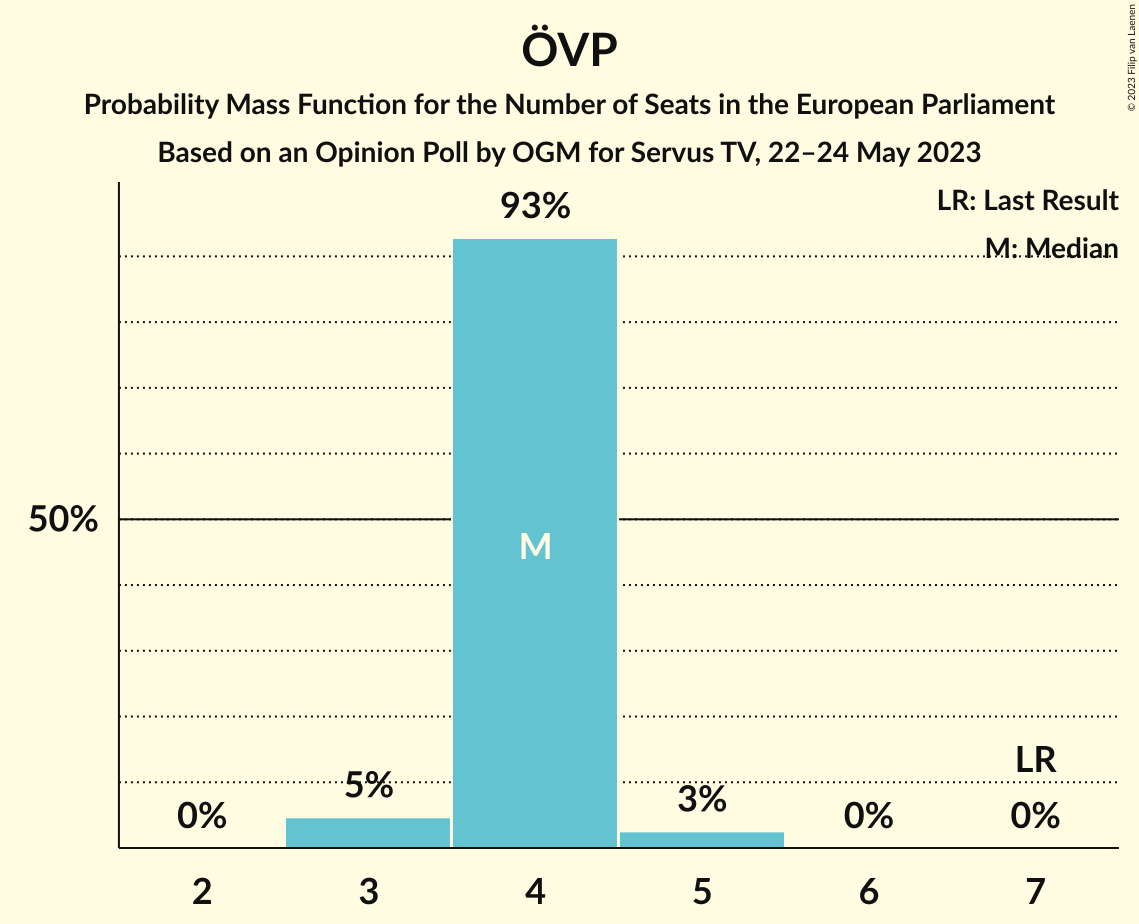 ÖVP
Probability Mass Function for the Number of Seats in the European Parliament
Based on an Opinion Poll by OGM for Servus TV, 22–24 May 2023
© 2023 Filip van Laenen
LR: Last Result
M: Median
93%
50%
M
LR
0%
5%
3%
0%
0%
2 3 4 5 6 7